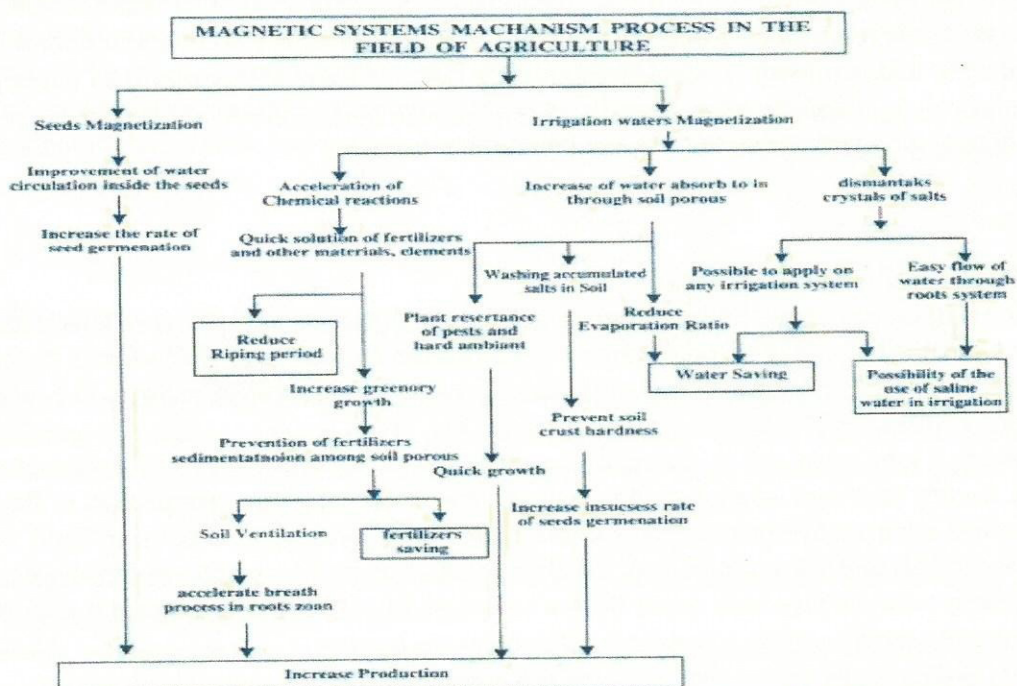 MAGNETIC SYSTEMS MACHANISM PROCESS IN THE
FIELD OF AGRICULTURE
Seeds Magnetization
Irrigation waters Magnetization
Improvement of water
circulation inside the seeds
Increase the rate of
seed germenation
Acceleration of
Chemical reactions
Quick solution of fertilizers
and other materials, elements
Reduce
Riping period
Increase greenory
growth
Prevention of fertilizers
sedimentatnoion among soil porous
Soil Ventilation
fertilizers
saving
accelerate breath
process in roots zoan
Increase of water absorb to in
through soil porous
Plant resertance
of pests and
hard ambiant
Quick growth
Washing accumulated
salts in Soil
Prevent soil
crust hardness
Increase insucsess rate
of seeds germenation
Reduce
Evaporation Ratio
dismantaks
crystals of salts
Possible to apply on
any irrigation system
Easy flow of
water through
roots system
Water Saving
Possibility of the
use of saline
water in irrigation
Increase Production